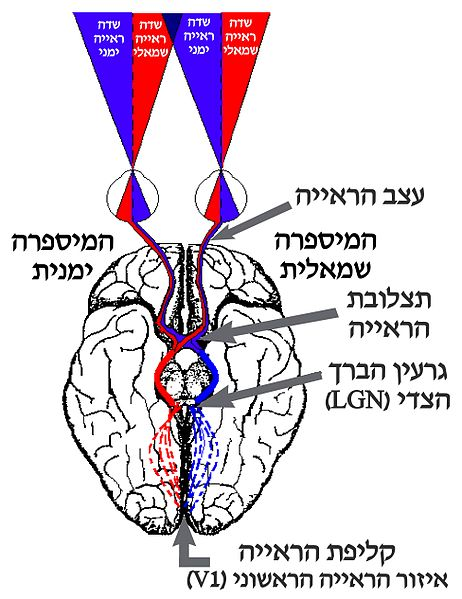 שדה
ראייה
ימני
שדה
ראייה
שמאלי
שדה
ראייה
ימני
שדה
ראייה
שמאלי
עצב הראייה
המיספרה
ימנית
המיספרה
שמאלית
תצלובת
הראייה
גרעין הברך
הצדי (LGN)
קליפת הראייה
איזור הראייה הראשוני (V1)